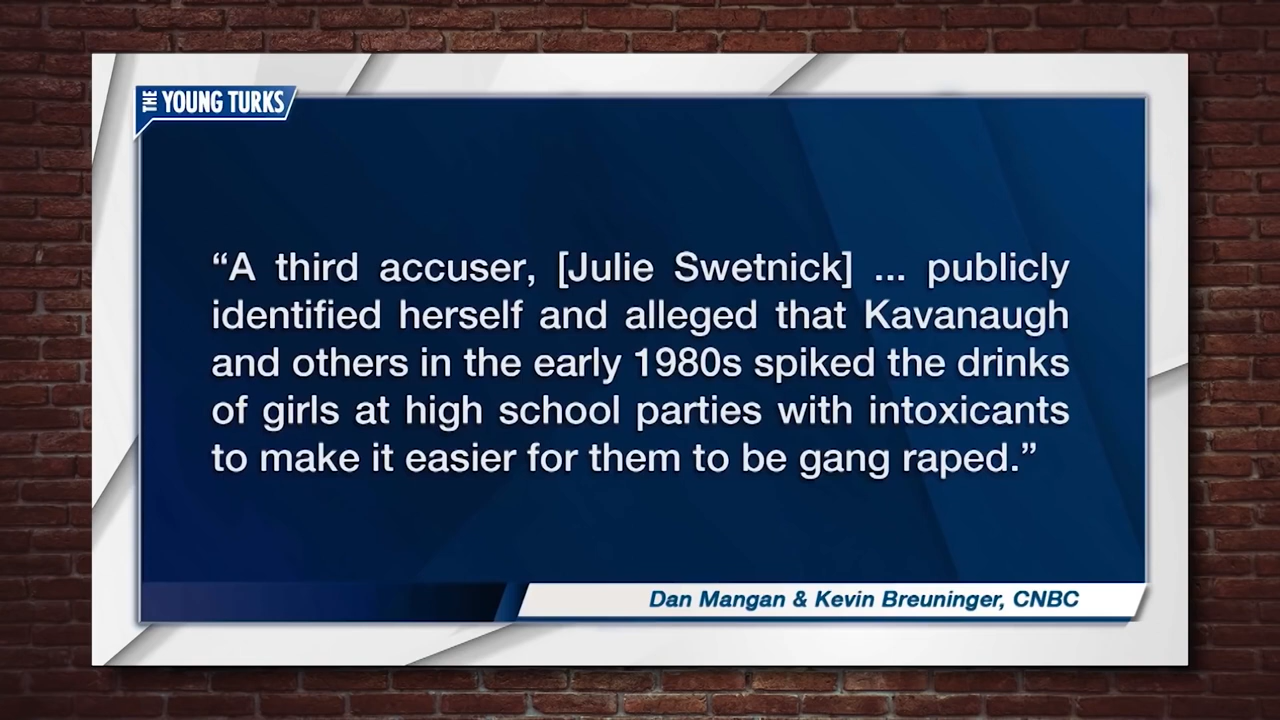 THE YOUNG TURKS
“A third accuser, [Julie Swetnick] ... publicly
identified herself and alleged that Kavanaugh
and others in the early 1980s spiked the drinks
of girls at high school parties with intoxicants
to make it easier for them to be gang raped.”
Dan Mangan & Kevin Breuninger, CNBC